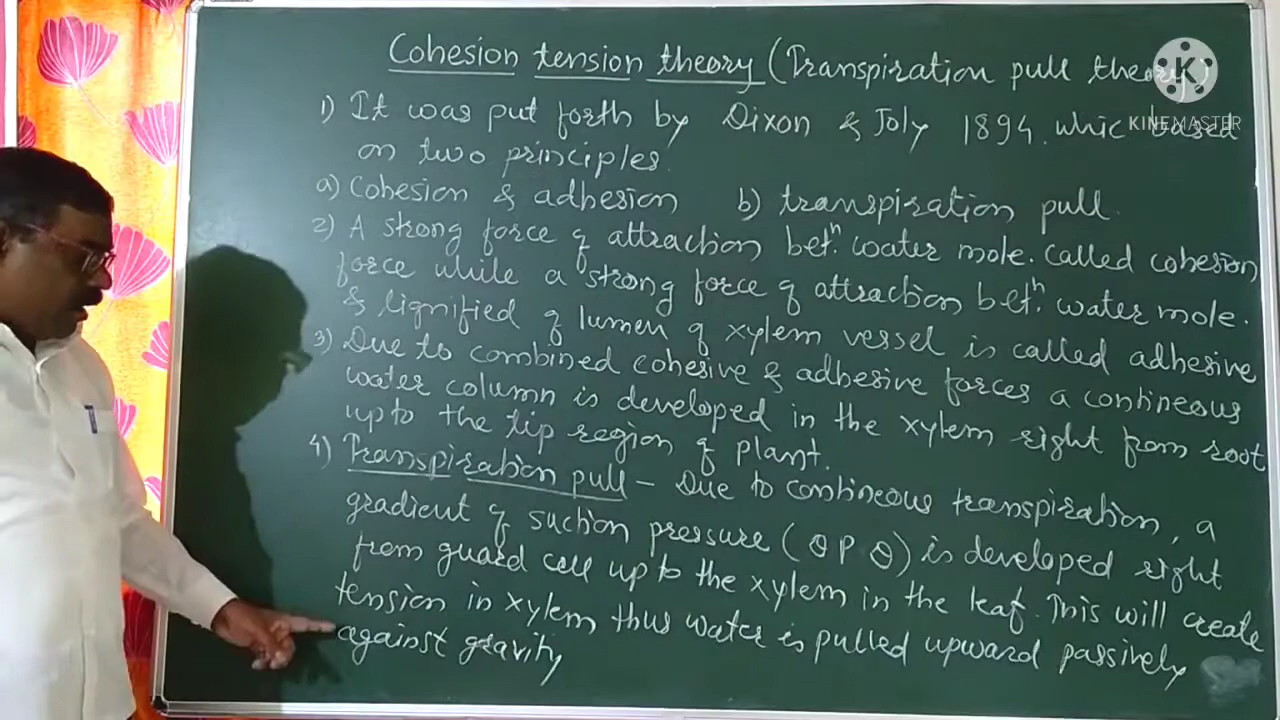 Cohesion tension theory (Transpiration pull theory)
1) It was put forth by Dixon & Joly 1894. whic based
on two principles.
a) Cohesion & adhesion b) transpiration pull.
2) A strong force of attraction betn. water mole. called cohesion
force while a strong force of attraction betn. water mole.
& lignified of lumen of xylem vessel is called adhesive
3) Due to combined cohesive & adhesive forces a contineous
water column is developed in the xylem right from root
upto the tip region of plant.
4) Transpiration pull - Due to contineous transpiration, a
gradient of suction pressure (θ P θ) is developed right
from guard cell up to the xylem in the leaf. This will create
tension in xylem thus water is pulled upward passively
against gravity
K
KINEMASTER